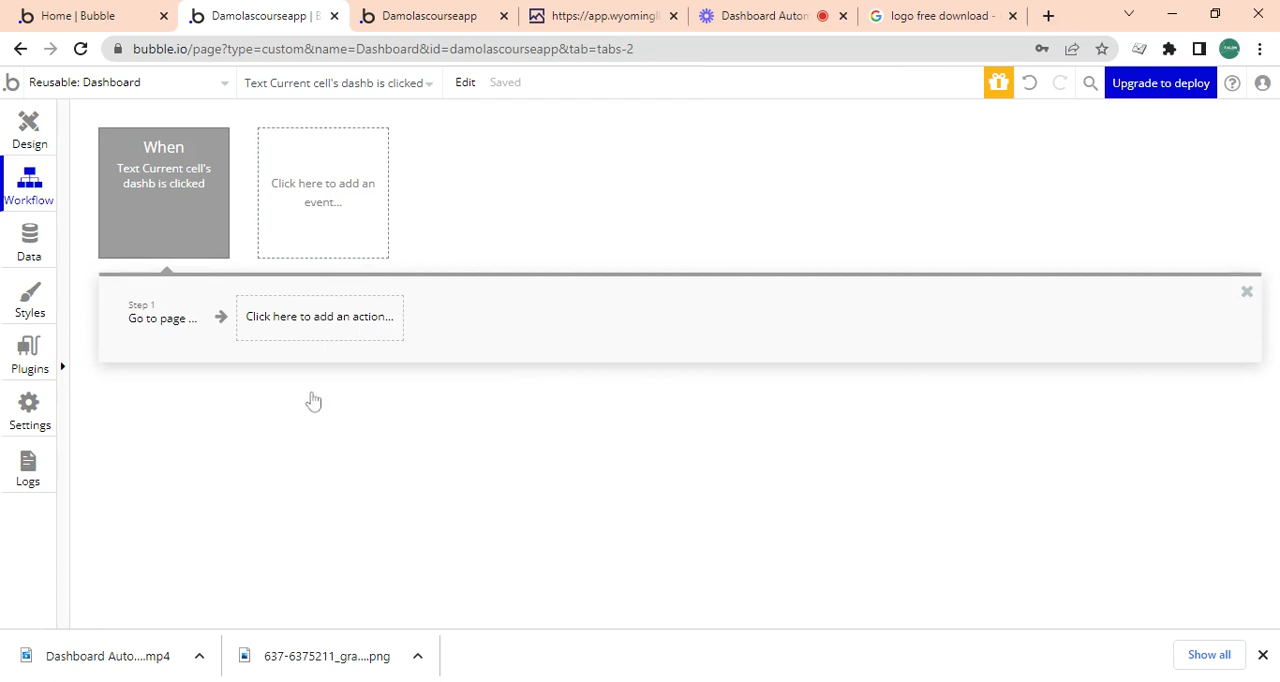 Home | Bubble
Damolascourseapp | B
Damolascourseapp
https://app.wyomingll
Dashboard Autom
logo free download -
bubble.io/page?type=custom&name=Dashboard&id=damolascourseapp&tab=tabs-2
Reusable: Dashboard
Text Current cell's dashb is clicked
Edit
Saved
Upgrade to deploy
Design
Workflow
Data
Styles
Plugins
Settings
Logs
When
Text Current cell's
dashb is clicked
Click here to add an
event...
Step 1
Go to page ...
Click here to add an action...
Dashboard Auto....mp4
637-6375211_gra....png
Show all